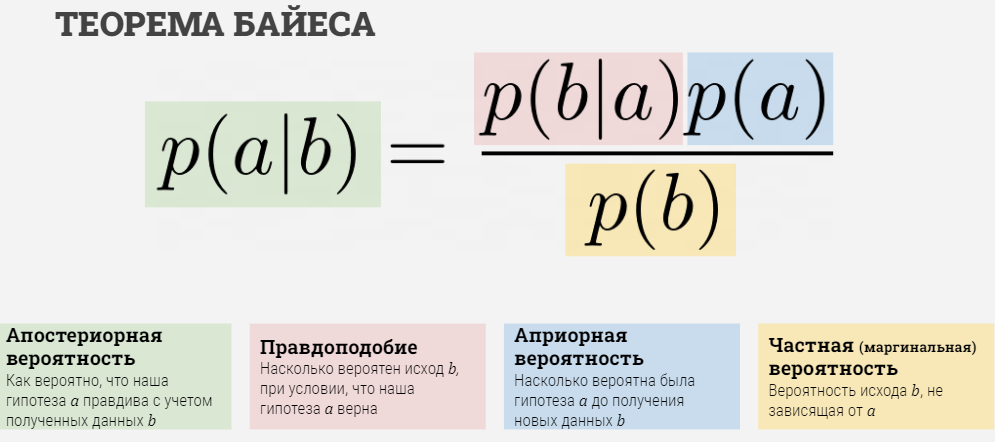 ТЕОРЕМА БАЙЕСА
p(a|b) = p(b|a)p(a)
p(b)
Апостериорная
вероятность
Как вероятно, что наша
гипотеза a правдива с учетом
полученных данных b
Правдоподобие
Насколько вероятен исход b,
при условии, что наша
гипотеза a верна
Априорная
вероятность
Насколько вероятна была
гипотеза a до получения
новых данных b
Частная (маргинальная)
вероятность
Вероятность исхода b, не
зависящая от a